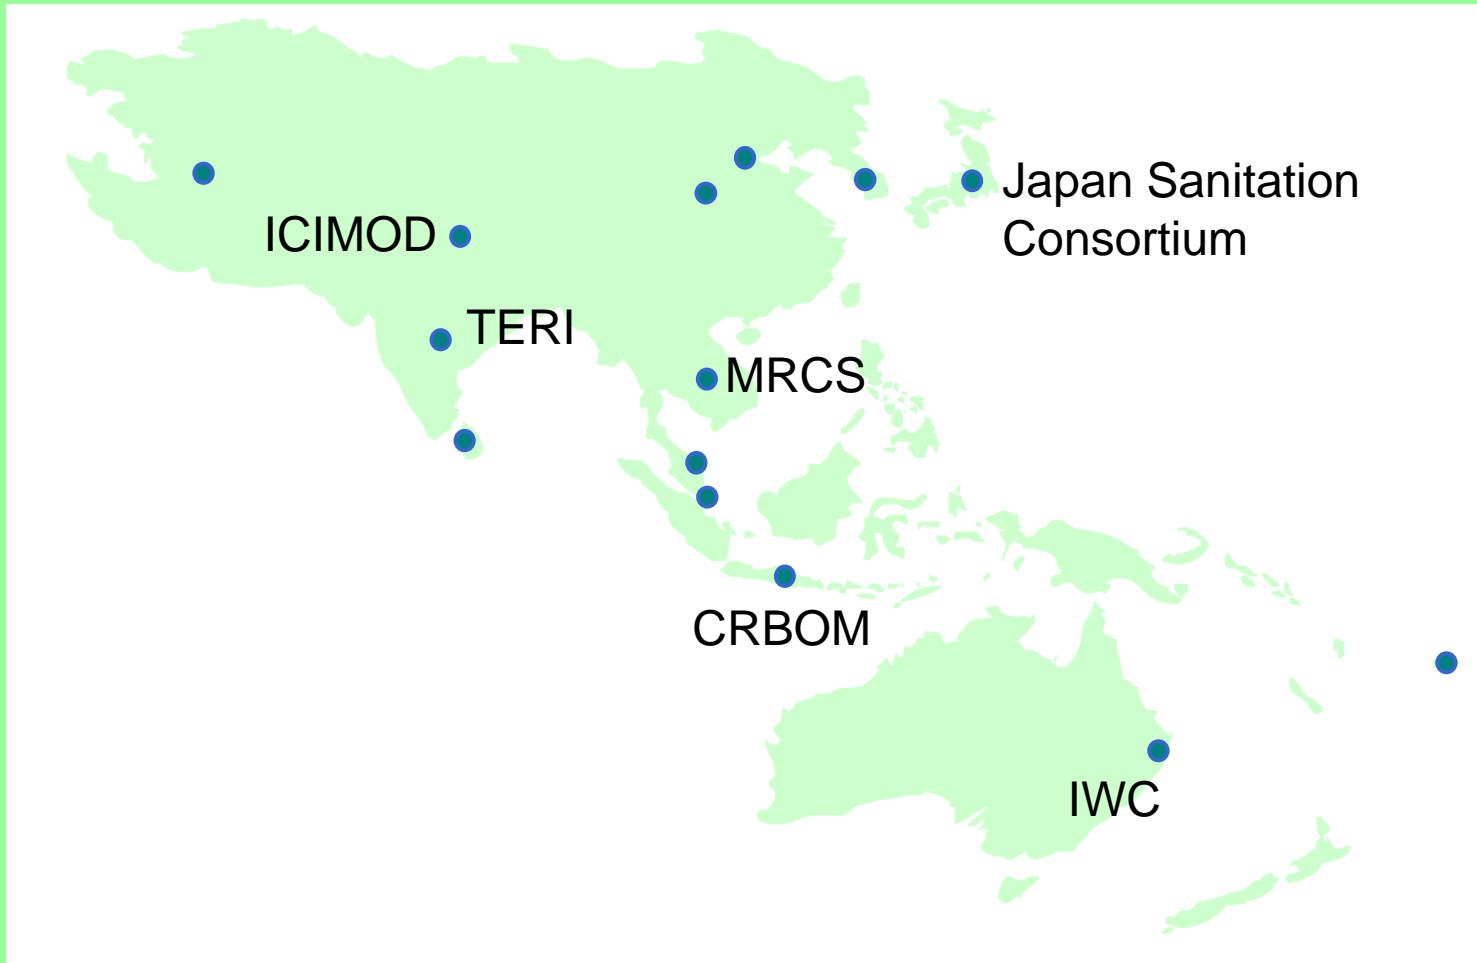 Japan Sanitation
Consortium
ICIMOD
TERI
MRCS
CRBOM
IWC